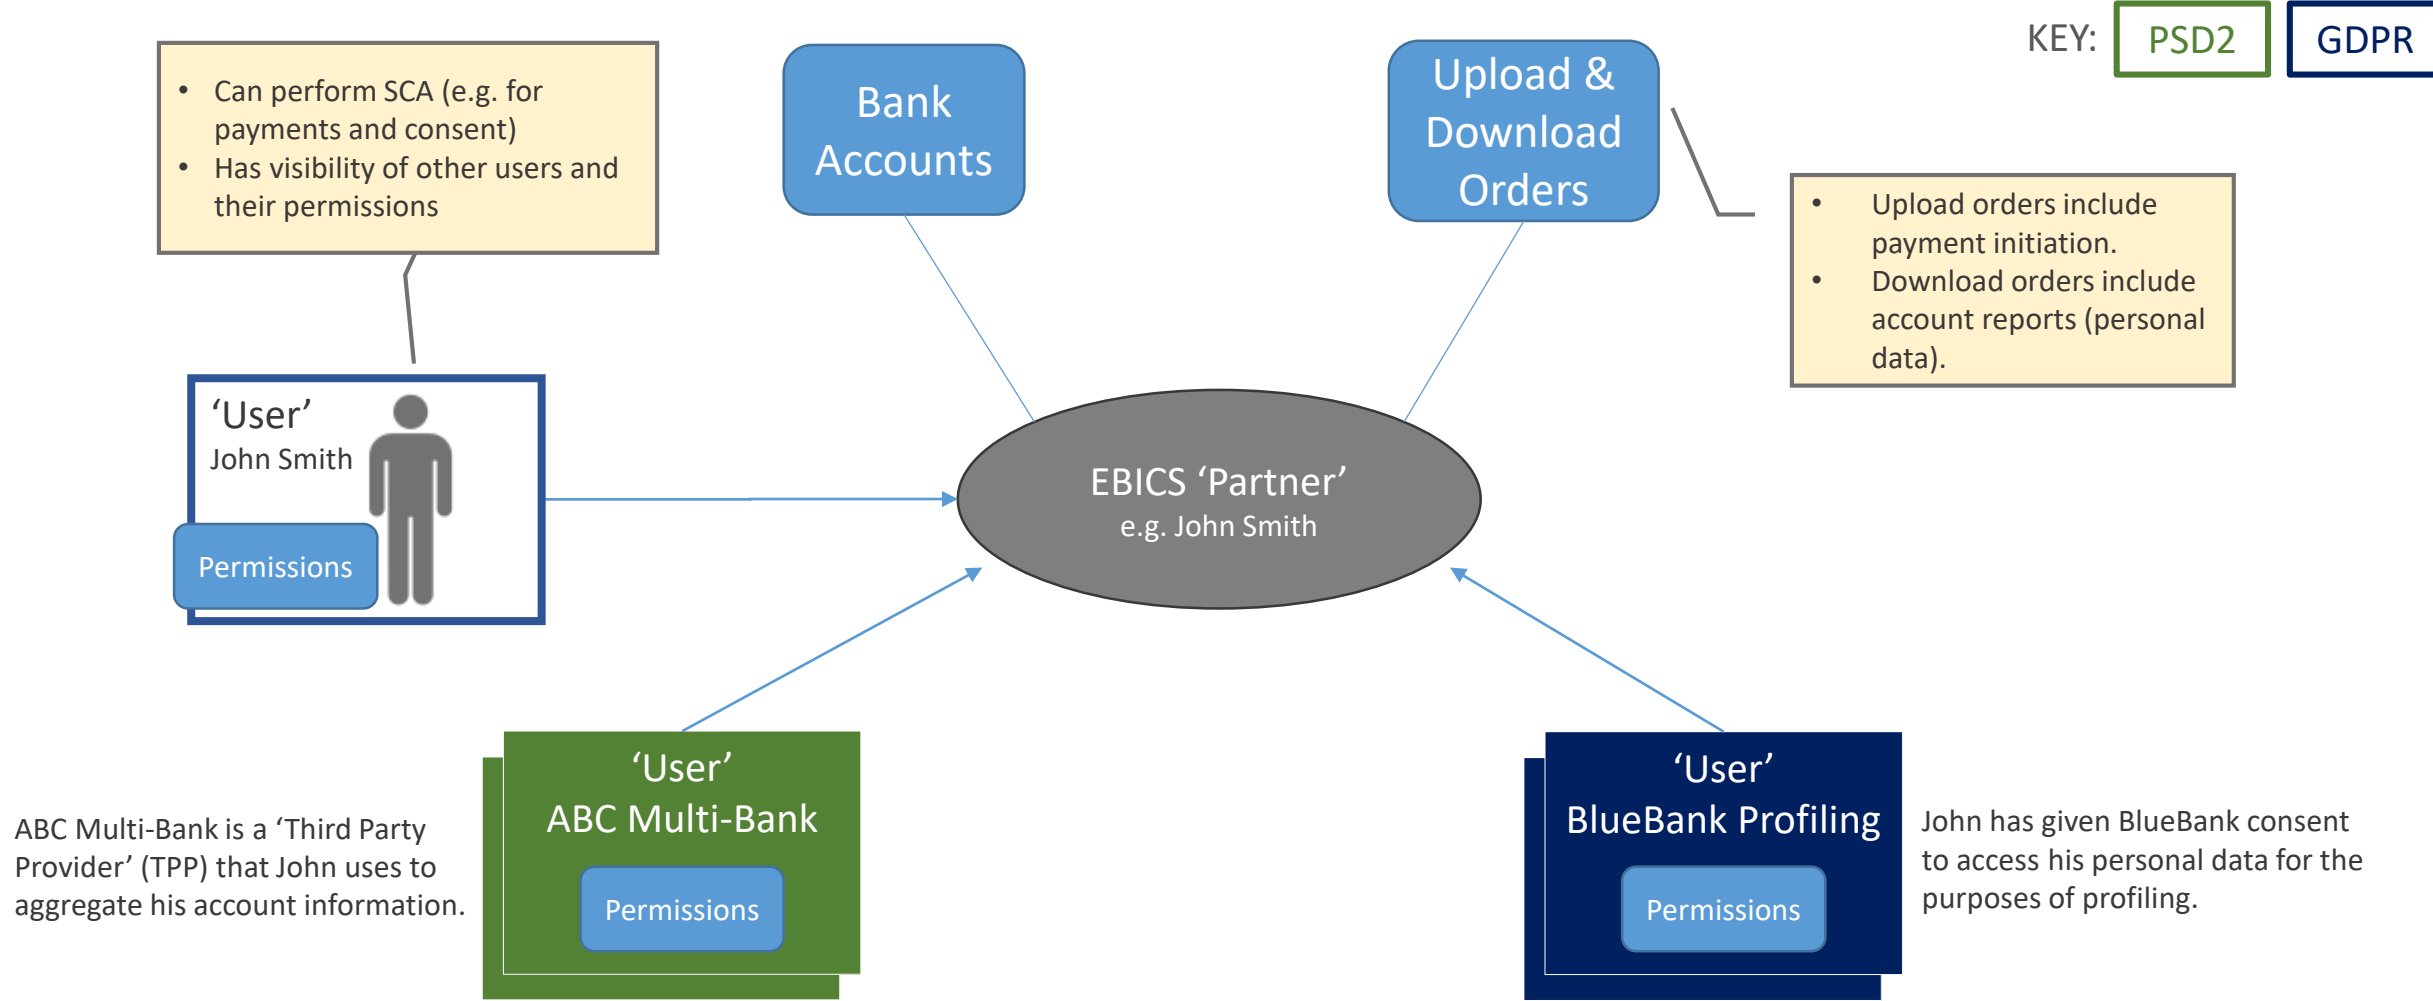 KEY:
PSD2
GDPR
• Can perform SCA (e.g. for
payments and consent)
• Has visibility of other users and
their permissions
Bank
Accounts
Upload &
Download
Orders
• Upload orders include
payment initiation.
• Download orders include
account reports (personal
data).
‘User’
John Smith
Permissions
EBICS ‘Partner’
e.g. John Smith
ABC Multi-Bank is a ‘Third Party
Provider’ (TPP) that John uses to
aggregate his account information.
‘User’
ABC Multi-Bank
Permissions
‘User’
BlueBank Profiling
Permissions
John has given BlueBank consent
to access his personal data for the
purposes of profiling.